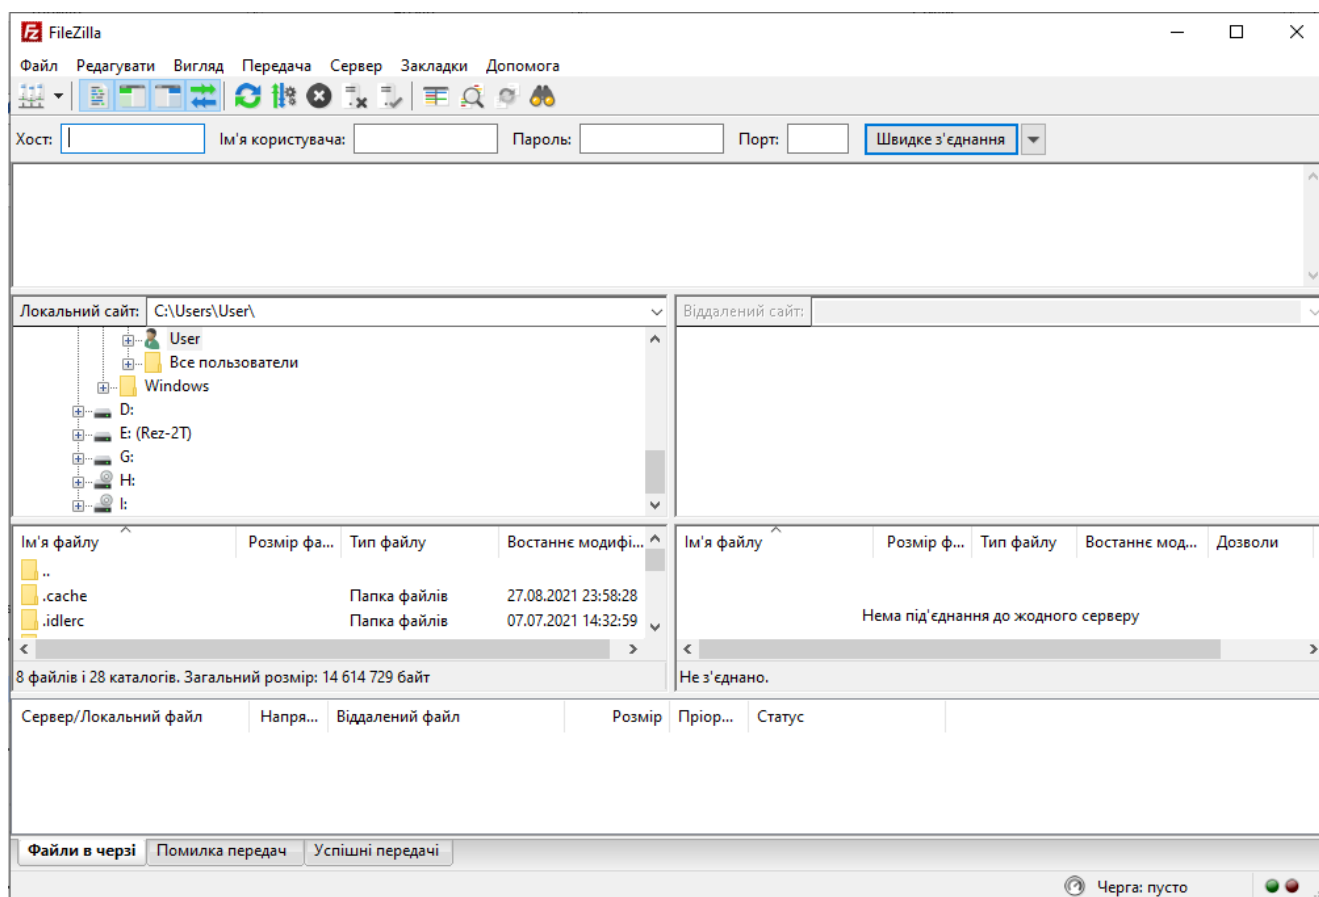 FileZilla
Файл Редагувати Вигляд Передача Сервер Закладки Допомога
Хост: Ім'я користувача: Пароль: Порт: Швидке з'єднання
Локальний сайт: C:\Users\User\
Віддалений сайт:
User
Все пользователи
Windows
D:
E: (Rez-2T)
G:
H:
I:
Ім'я файлу Розмір фа... Тип файлу Востаннє модифі...
..
.cache Папка файлів 27.08.2021 23:58:28
.idlerc Папка файлів 07.07.2021 14:32:59
8 файлів і 28 каталогів. Загальний розмір: 14 614 729 байт
Ім'я файлу Розмір ф... Тип файлу Востаннє мод... Дозволи
Нема під'єднання до жодного серверу
Не з'єднано.
Сервер/Локальний файл Напря... Віддалений файл Розмір Пріор... Статус
Файли в черзі Помилка передач Успішні передачі
Черга: пусто